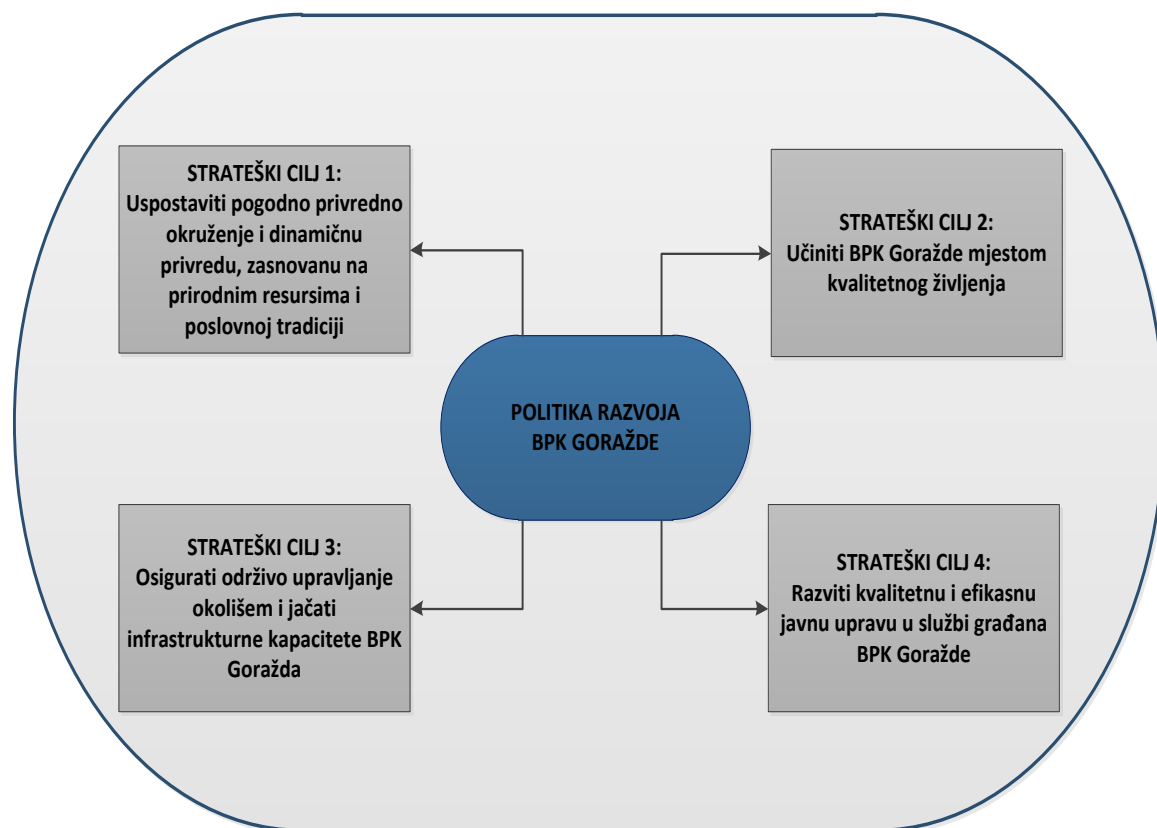 STRATEŠKI CILJ 1:
Uspostaviti pogodno privredno
okruženje i dinamičnu
privredu, zasnovanu na
prirodnim resursima i
poslovnoj tradiciji
STRATEŠKI CILJ 2:
Učiniti BPK Goražde mjestom
kvalitetnog življenja
POLITIKA RAZVOJA
BPK GORAŽDE
STRATEŠKI CILJ 3:
Osigurati održivo upravljanje
okolišem i jačati
infrastrukturne kapacitete BPK
Goražda
STRATEŠKI CILJ 4:
Razviti kvalitetnu i efikasnu
javnu upravu u službi građana
BPK Goražde